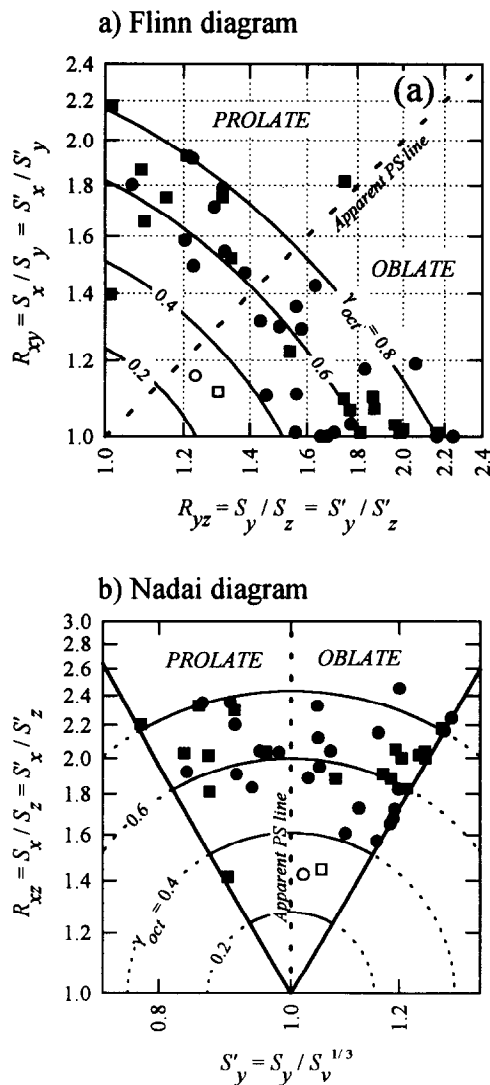 a) Flinn diagram
2.4
2.2
2.0
1.8
1.6
1.4
1.2
1.0
R_xy = S_x / S_y = S'_x / S'_y
PROLATE
(a)
Apparent PS line
OBLATE
0.2
0.4
0.6
γ_oct = 0.8
1.0
1.2
1.4
1.6
1.8
2.0
2.2
2.4
R_yz = S_y / S_z = S'_y / S'_z
b) Nadai diagram
3.0
2.8
2.6
2.4
2.2
2.0
1.8
1.6
1.4
1.2
1.0
R_xz = S_x / S_z = S'_x / S'_z
PROLATE
OBLATE
Apparent PS line
0.6
γ_oct = 0.4
0.2
0.8
1.0
1.2
S'_y = S_y / S_v^1/3